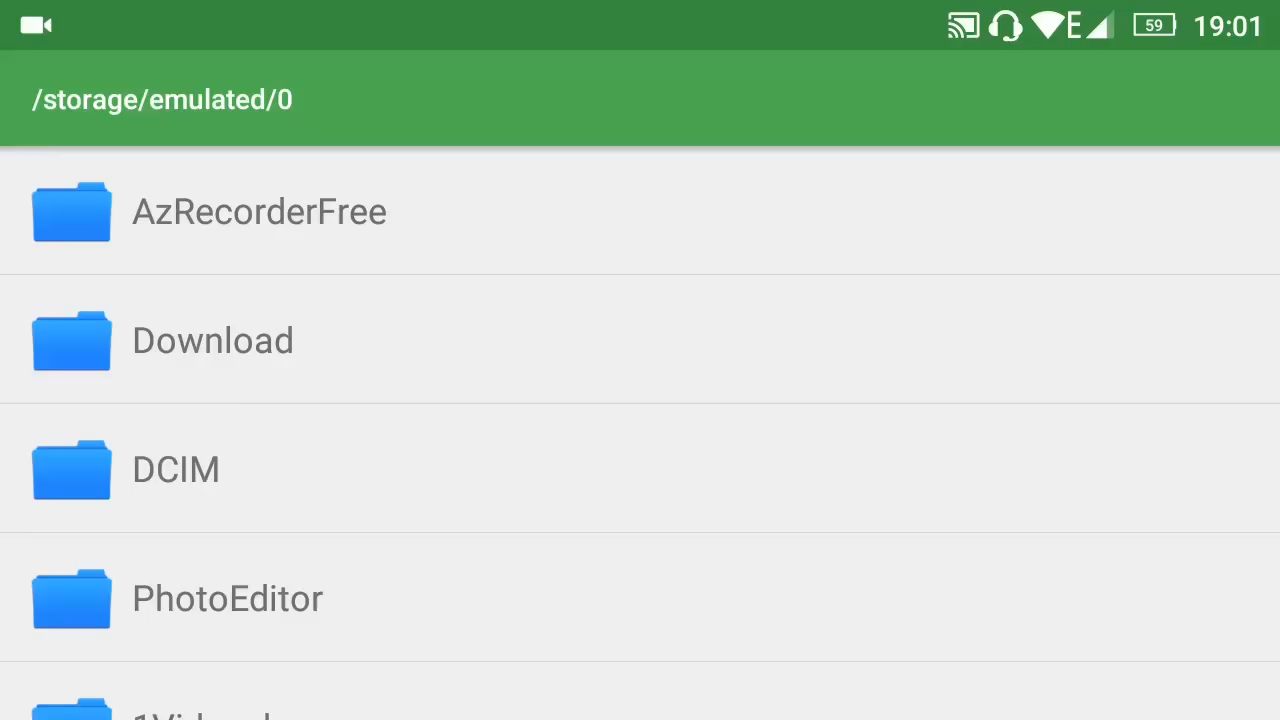 E 59 19:01
/storage/emulated/0
AzRecorderFree
Download
DCIM
PhotoEditor